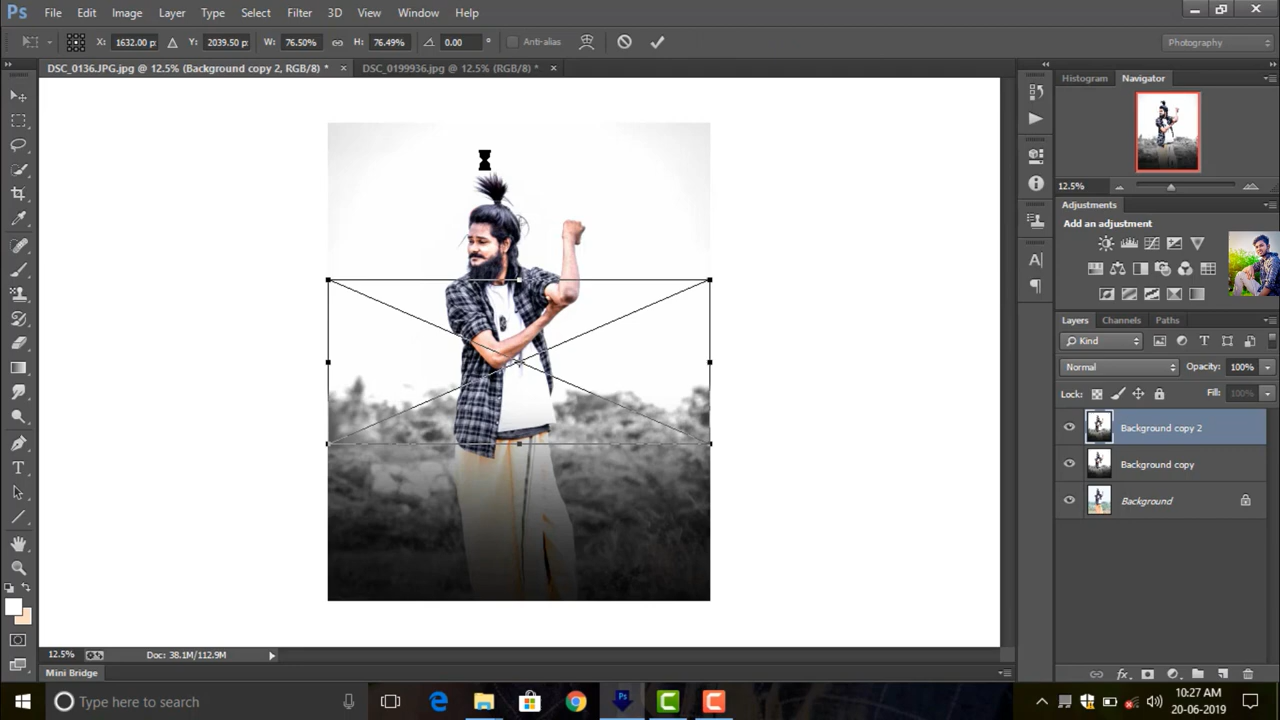 Ps File Edit Image Layer Type Select Filter 3D View Window Help
X: 1632.00 p Y: 2039.50 p W: 76.50% H: 76.49% 0.00 ° Anti-alias Photography
DSC_0136.JPG.jpg @ 12.5% (Background copy 2, RGB/8) * × DSC_0199936.jpg @ 12.5% (RGB/8) * ×
Histogram Navigator
12.5%
Adjustments
Add an adjustment
Layers Channels Paths
Kind
Normal Opacity: 100%
Lock: Fill: 100%
Background copy 2
Background copy
Background
12.5% Doc: 38.1M/112.9M
Mini Bridge
Type here to search
10:27 AM
20-06-2019